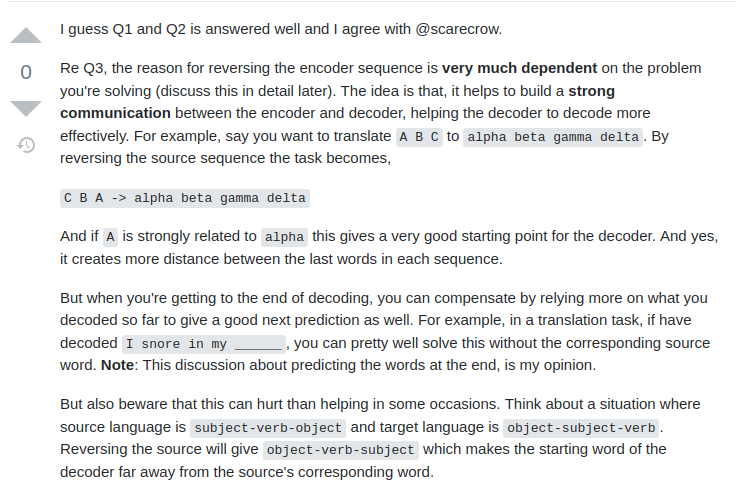 I guess Q1 and Q2 is answered well and I agree with @scarecrow.
0
Re Q3, the reason for reversing the encoder sequence is very much dependent on the problem
you're solving (discuss this in detail later). The idea is that, it helps to build a strong
communication between the encoder and decoder, helping the decoder to decode more
effectively. For example, say you want to translate A B C to alpha beta gamma delta. By
reversing the source sequence the task becomes,
C B A -> alpha beta gamma delta
And if A is strongly related to alpha this gives a very good starting point for the decoder. And yes,
it creates more distance between the last words in each sequence.
But when you're getting to the end of decoding, you can compensate by relying more on what you
decoded so far to give a good next prediction as well. For example, in a translation task, if have
decoded I snore in my ______, you can pretty well solve this without the corresponding source
word. Note: This discussion about predicting the words at the end, is my opinion.
But also beware that this can hurt than helping in some occasions. Think about a situation where
source language is subject-verb-object and target language is object-subject-verb.
Reversing the source will give object-verb-subject which makes the starting word of the
decoder far away from the source's corresponding word.